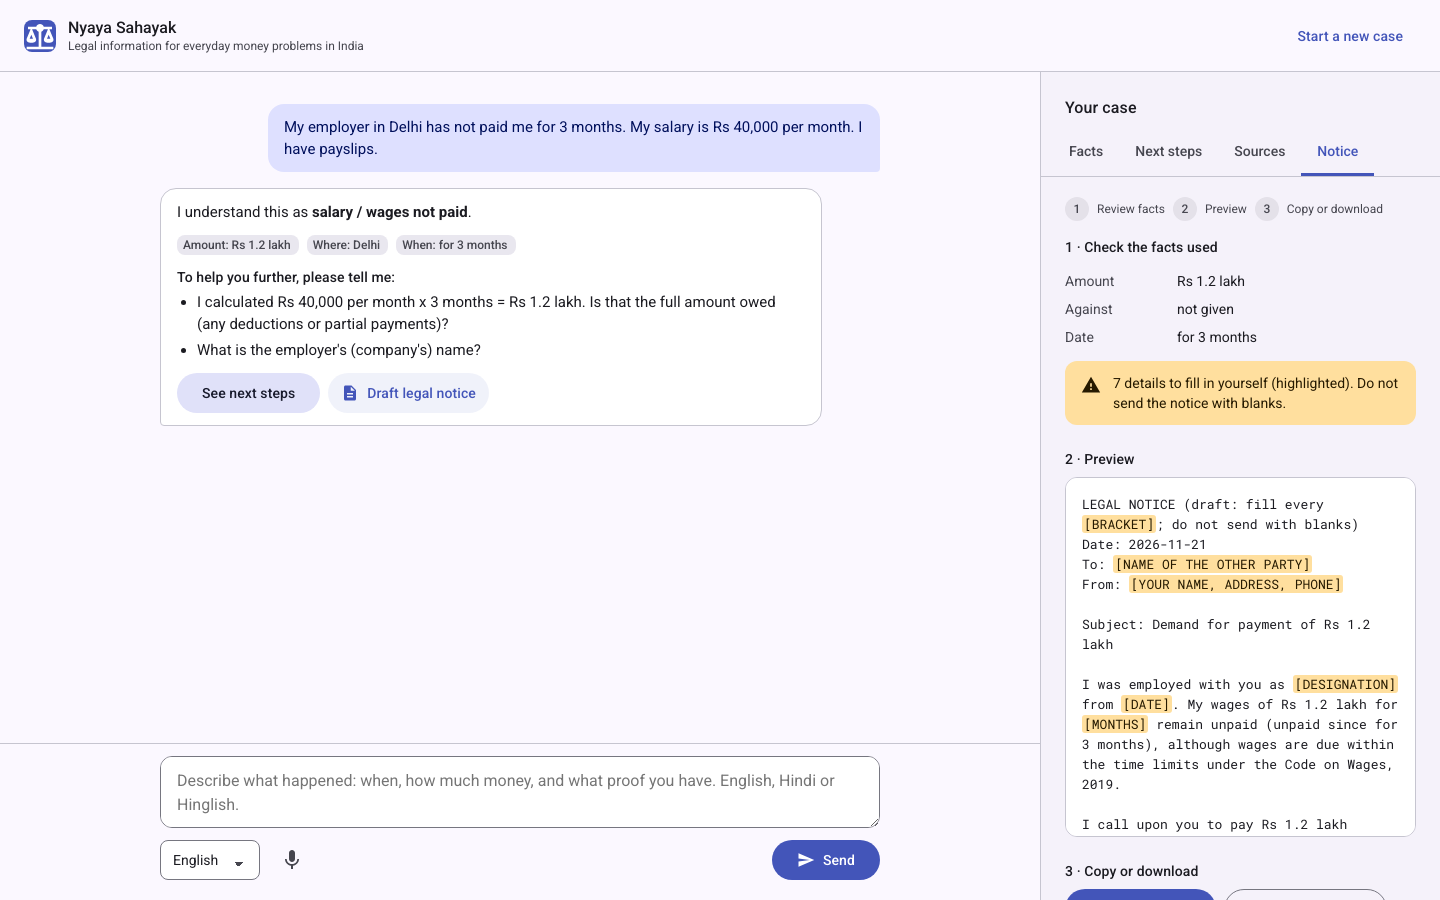 Nyaya Sahayak
Legal information for everyday money problems in India
Start a new case
My employer in Delhi has not paid me for 3 months. My salary is Rs 40,000 per month. I
have payslips.
I understand this as salary / wages not paid.
Amount: Rs 1.2 lakh Where: Delhi When: for 3 months
To help you further, please tell me:
• I calculated Rs 40,000 per month x 3 months = Rs 1.2 lakh. Is that the full amount owed
(any deductions or partial payments)?
• What is the employer's (company's) name?
See next steps Draft legal notice
Describe what happened: when, how much money, and what proof you have. English, Hindi or
Hinglish.
English Send
Your case
Facts Next steps Sources Notice
1 Review facts 2 Preview 3 Copy or download
1 · Check the facts used
Amount Rs 1.2 lakh
Against not given
Date for 3 months
7 details to fill in yourself (highlighted). Do not
send the notice with blanks.
2 · Preview
LEGAL NOTICE (draft: fill every
[BRACKET]; do not send with blanks)
Date: 2026-11-21
To: [NAME OF THE OTHER PARTY]
From: [YOUR NAME, ADDRESS, PHONE]
Subject: Demand for payment of Rs 1.2
lakh
I was employed with you as [DESIGNATION]
from [DATE]. My wages of Rs 1.2 lakh for
[MONTHS] remain unpaid (unpaid since for
3 months), although wages are due within
the time limits under the Code on Wages,
2019.
I call upon you to pay Rs 1.2 lakh
3 · Copy or download